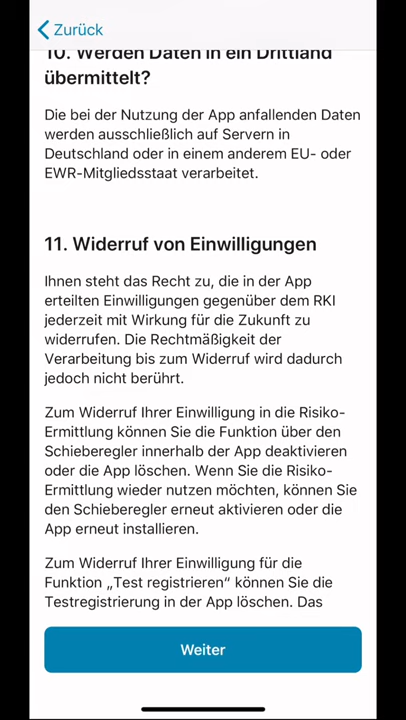 Zurück
10. Werden Daten in ein Drittland
übermittelt?
Die bei der Nutzung der App anfallenden Daten
werden ausschließlich auf Servern in
Deutschland oder in einem anderem EU- oder
EWR-Mitgliedsstaat verarbeitet.
11. Widerruf von Einwilligungen
Ihnen steht das Recht zu, die in der App
erteilten Einwilligungen gegenüber dem RKI
jederzeit mit Wirkung für die Zukunft zu
widerrufen. Die Rechtmäßigkeit der
Verarbeitung bis zum Widerruf wird dadurch
jedoch nicht berührt.
Zum Widerruf Ihrer Einwilligung in die Risiko-
Ermittlung können Sie die Funktion über den
Schieberegler innerhalb der App deaktivieren
oder die App löschen. Wenn Sie die Risiko-
Ermittlung wieder nutzen möchten, können Sie
den Schieberegler erneut aktivieren oder die
App erneut installieren.
Zum Widerruf Ihrer Einwilligung für die
Funktion „Test registrieren“ können Sie die
Testregistrierung in der App löschen. Das
Weiter